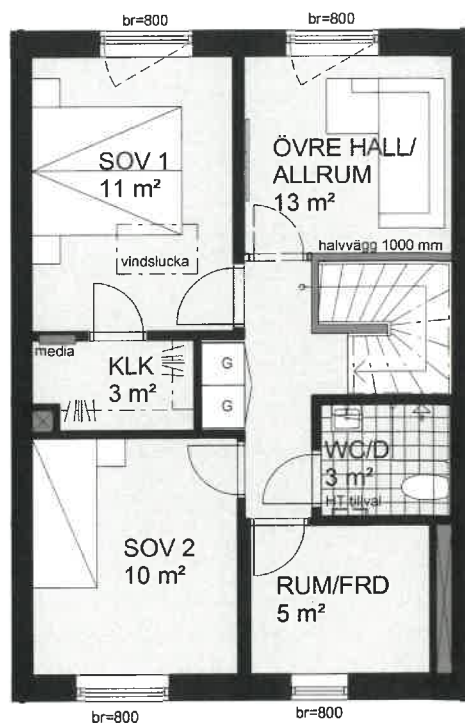 br=800
br=800
SOV 1
11 m²
ÖVRE HALL/
ALLRUM
13 m²
vindslucka
halvvägg 1000 mm
media
KLK
3 m²
G
G
WC/D
3 m²
HT tillval
SOV 2
10 m²
RUM/FRD
5 m²
br=800
br=800